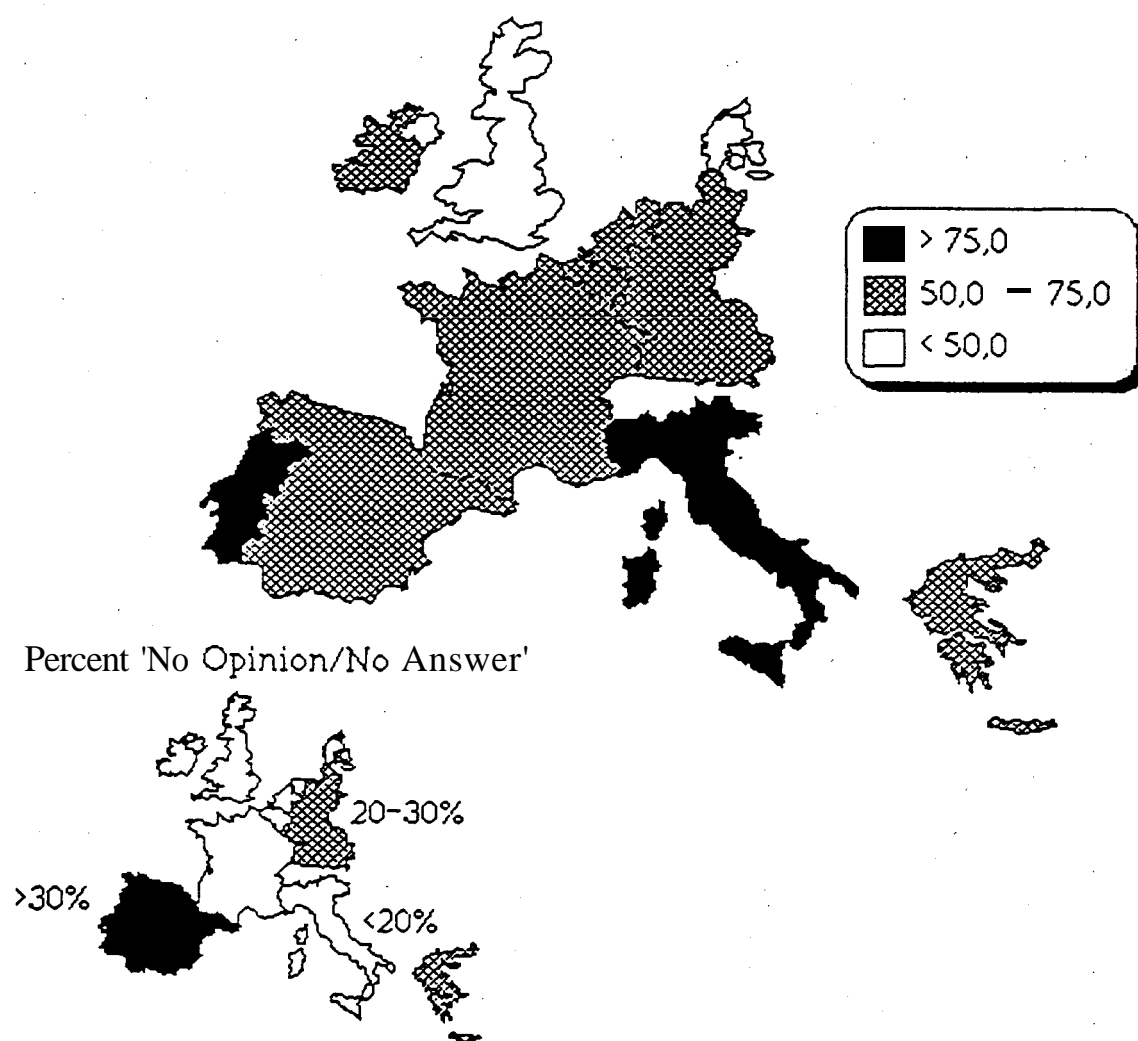 > 75,0
50,0 — 75,0
< 50,0
Percent 'No Opinion/No Answer'
20-30%
>30%
<20%